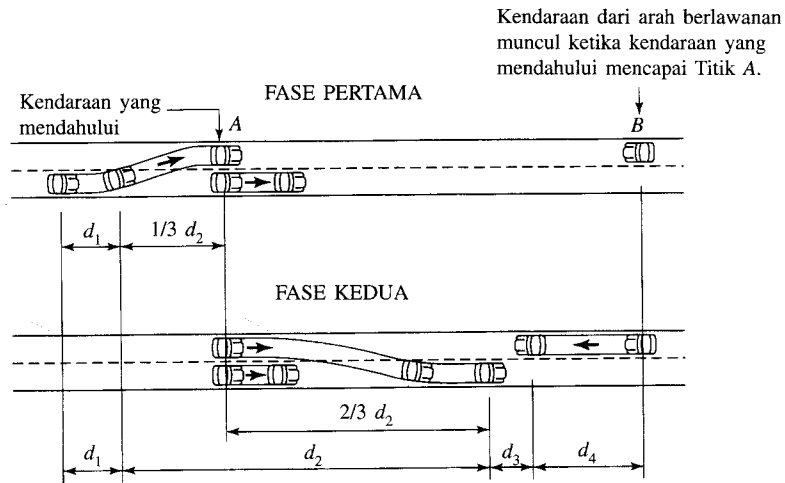 Kendaraan dari arah berlawanan
muncul ketika kendaraan yang
mendahului mencapai Titik A.
FASE PERTAMA
Kendaraan yang
mendahului
A
B
d₁
1/3 d₂
FASE KEDUA
2/3 d₂
d₁
d₂
d₃
d₄